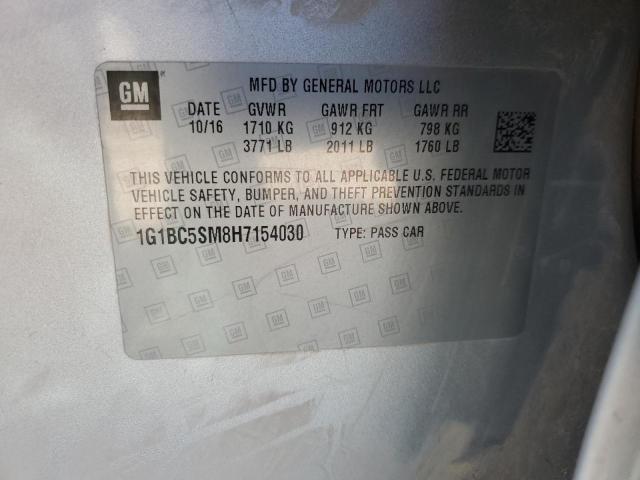 GM
MFD BY GENERAL MOTORS LLC
DATE GVWR GAWR FRT GAWR RR
10/16 1710 KG 912 KG 798 KG
3771 LB 2011 LB 1760 LB
THIS VEHICLE CONFORMS TO ALL APPLICABLE U.S. FEDERAL MOTOR
VEHICLE SAFETY, BUMPER, AND THEFT PREVENTION STANDARDS IN
EFFECT ON THE DATE OF MANUFACTURE SHOWN ABOVE.
1G1BC5SM8H7154030 TYPE: PASS CAR